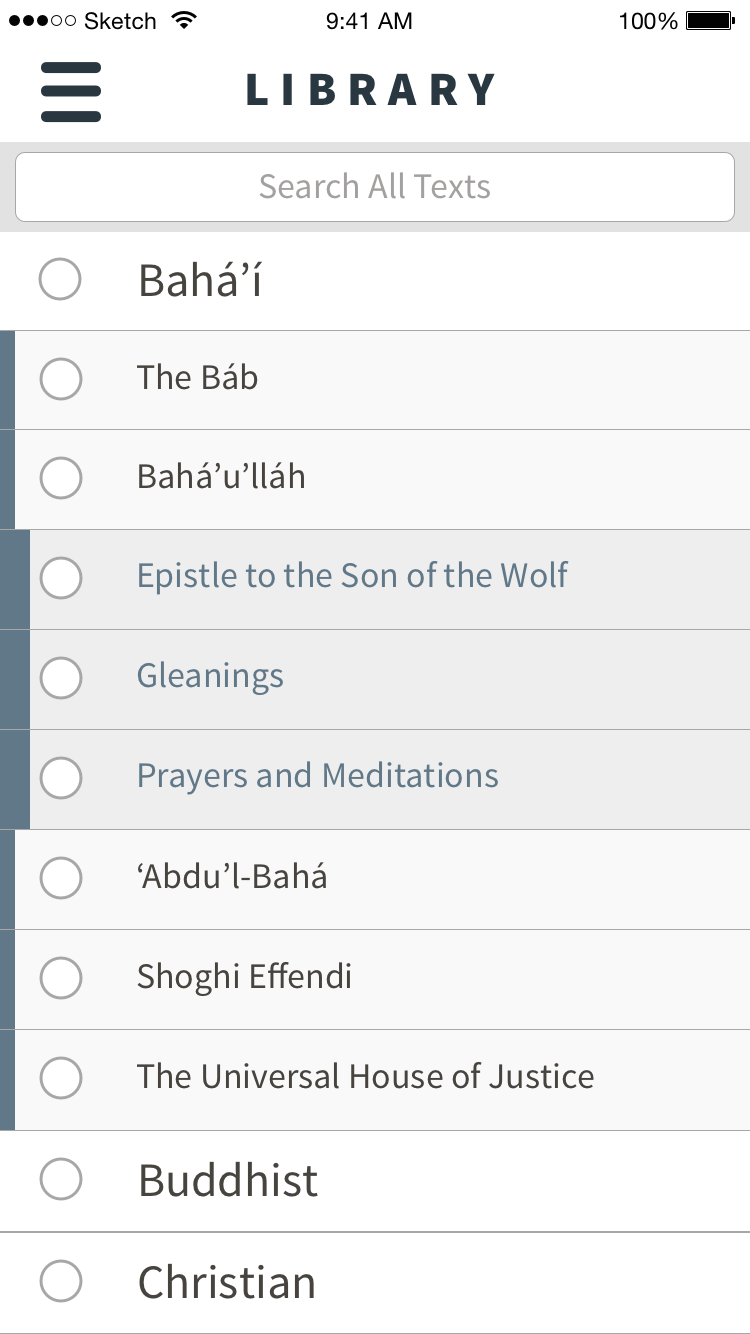 Sketch 9:41 AM 100%
LIBRARY
Search All Texts
Bahá’í
The Báb
Bahá’u’lláh
Epistle to the Son of the Wolf
Gleanings
Prayers and Meditations
‘Abdu’l-Bahá
Shoghi Effendi
The Universal House of Justice
Buddhist
Christian